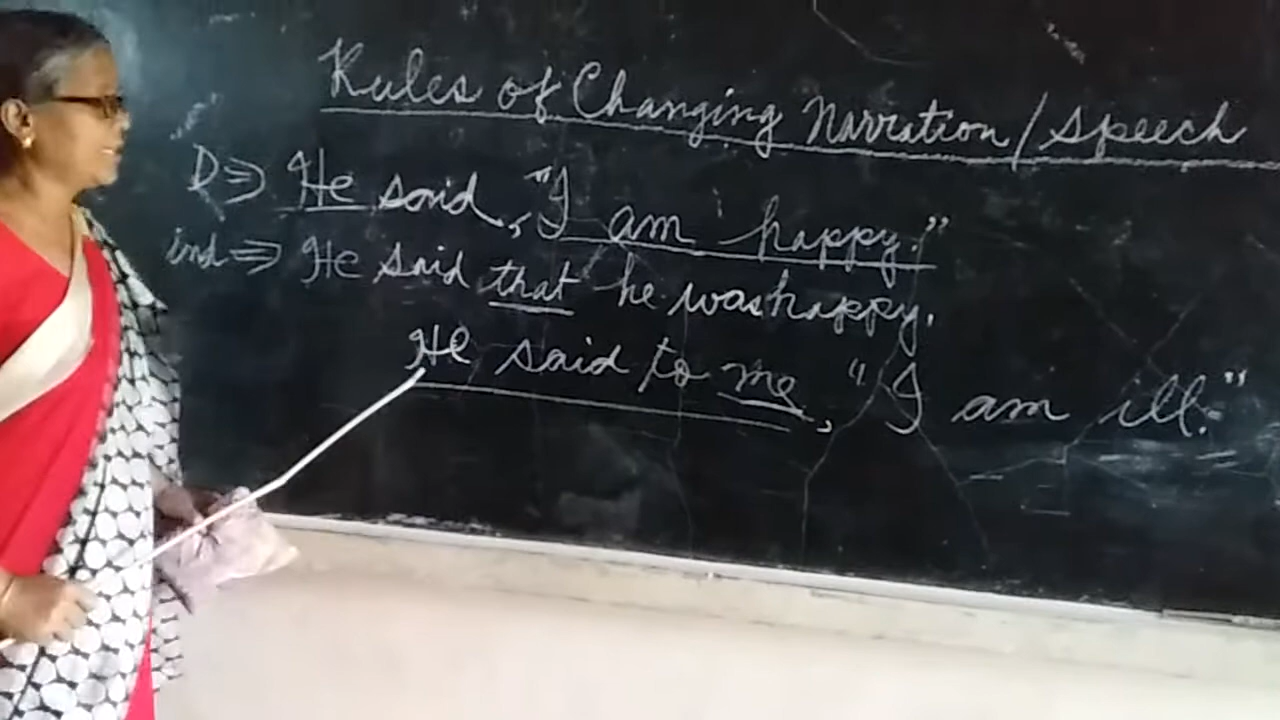 Rules of Changing Narration/Speech
D⇒ He said, "I am happy."
ind⇒ He said that he was happy.
He said to me, "I am ill."